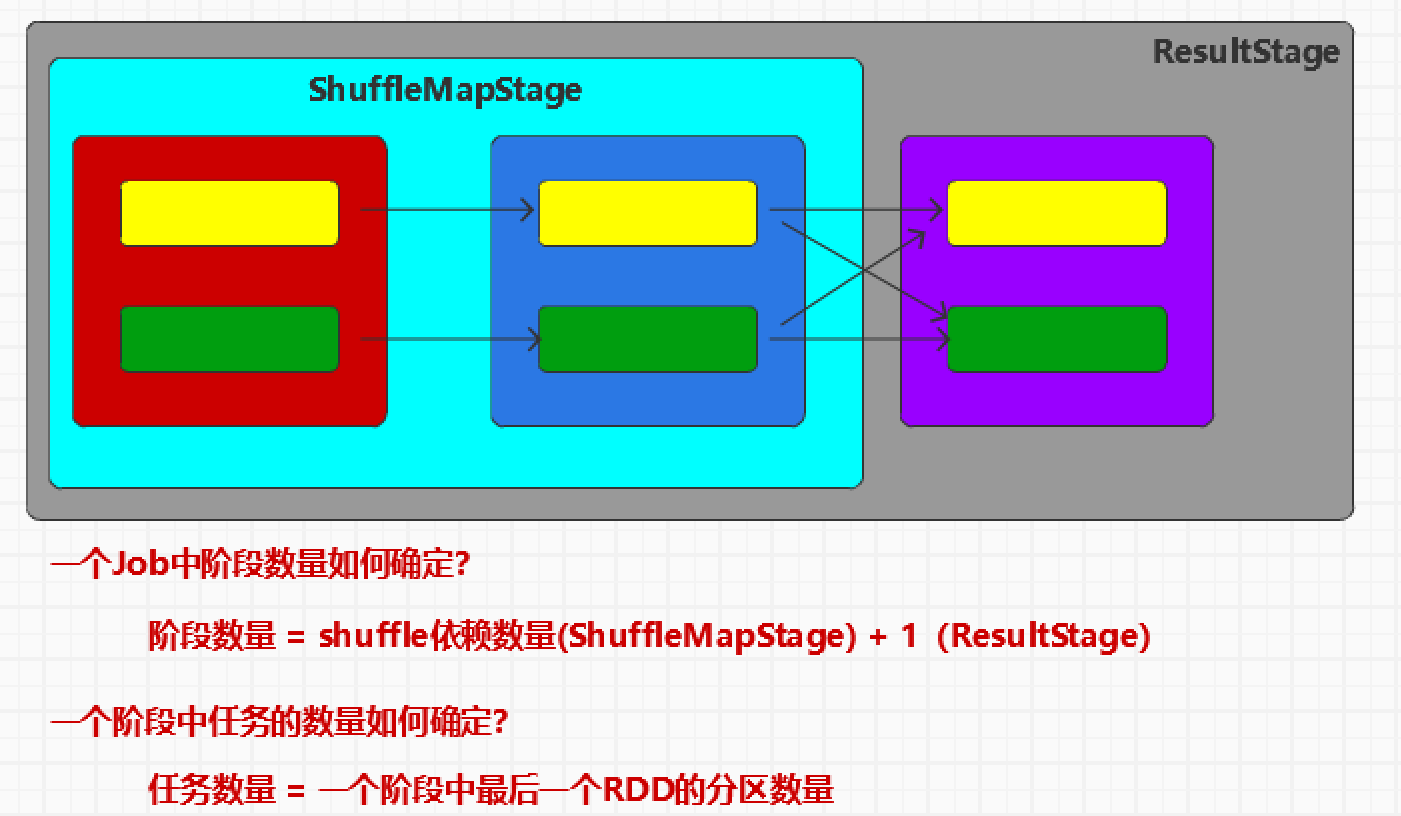 ResultStage
ShuffleMapStage
一个Job中阶段数量如何确定?
阶段数量 = shuffle依赖数量(ShuffleMapStage) + 1（ResultStage）
一个阶段中任务的数量如何确定?
任务数量 = 一个阶段中最后一个RDD的分区数量